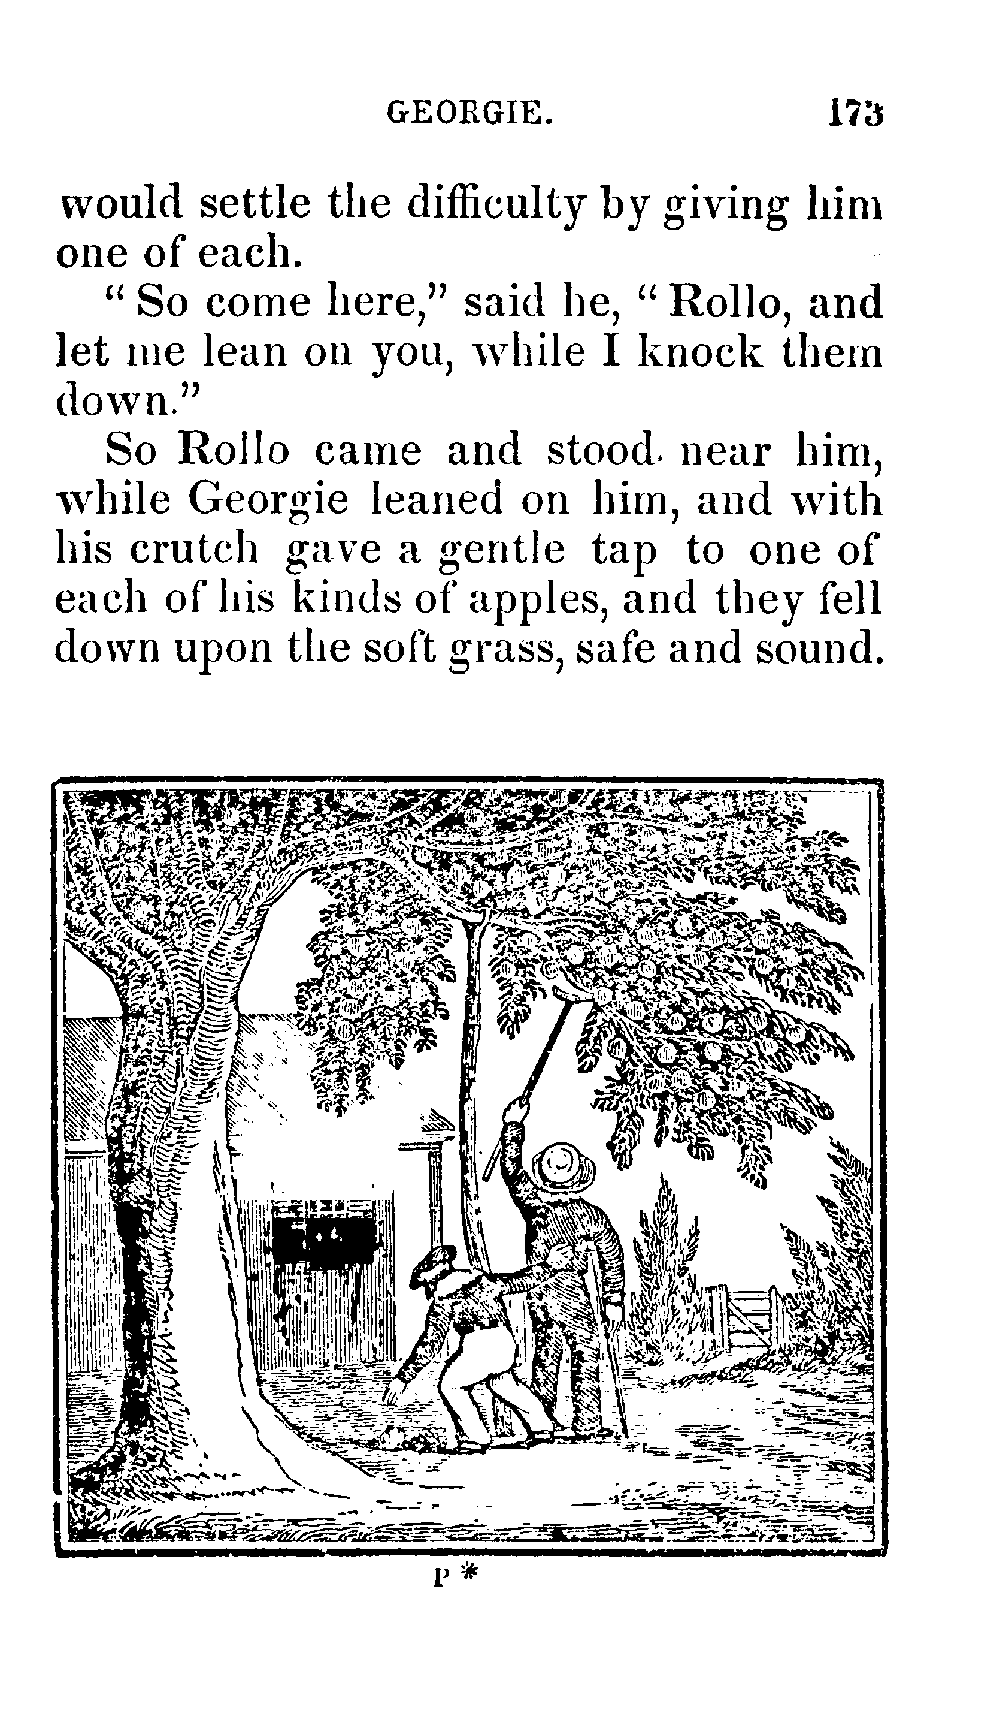 GEORGIE. 173
would settle the difficulty by giving him
one of each.
“ So come here,” said he, “ Rollo, and
let me lean on you, while I knock them
down.”
So Rollo came and stood near him,
while Georgie leaned on him, and with
his crutch gave a gentle tap to one of
each of his kinds of apples, and they fell
down upon the soft grass, safe and sound.
P *